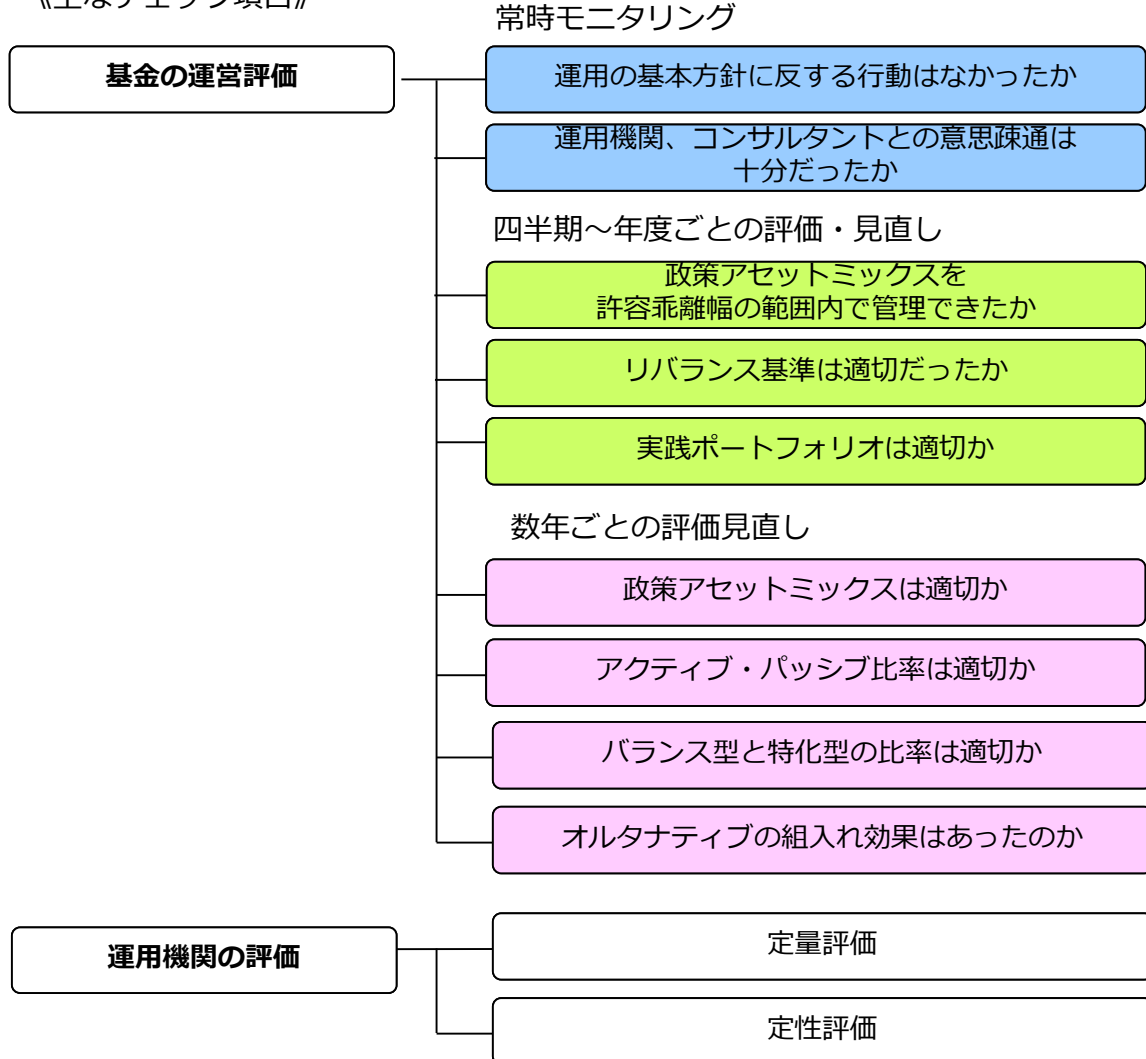 《主なチェック項目》
常時モニタリング
基金の運営評価
運用の基本方針に反する行動はなかったか
運用機関、コンサルタントとの意思疎通は
十分だったか
四半期～年度ごとの評価・見直し
政策アセットミックスを
許容乖離幅の範囲内で管理できたか
リバランス基準は適切だったか
実践ポートフォリオは適切か
数年ごとの評価見直し
政策アセットミックスは適切か
アクティブ・パッシブ比率は適切か
バランス型と特化型の比率は適切か
オルタナティブの組入れ効果はあったのか
運用機関の評価
定量評価
定性評価